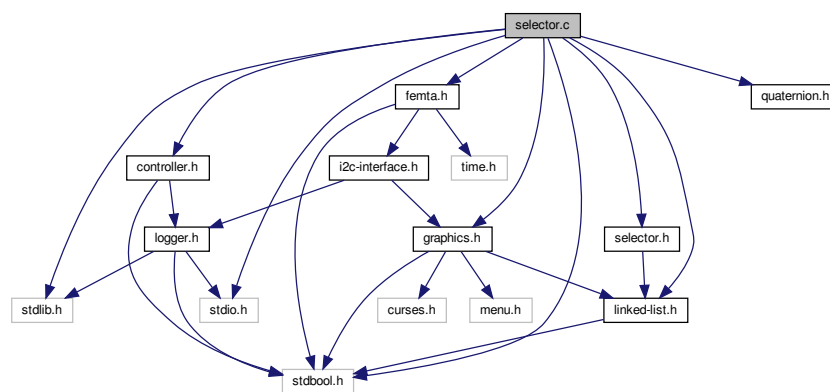 selector.c
femta.h
quaternion.h
controller.h
i2c-interface.h
time.h
logger.h
graphics.h
selector.h
stdlib.h
stdio.h
curses.h
menu.h
linked-list.h
stdbool.h